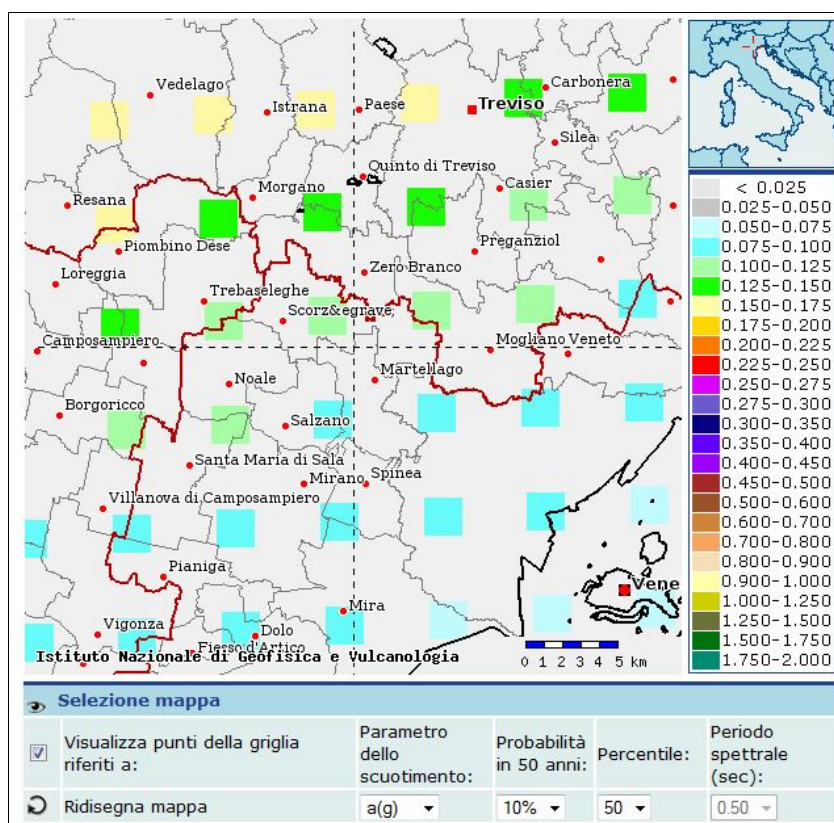 Vedelago
Carbonera
Istrana
Paese
Treviso
Silea
Quinto di Treviso
Morgano
Casier
Resana
Piombino Dese
Preganziol
Loreggia
Zero Branco
Trebaseleghe
Scorz&egrave;
Camposampiero
Mogliano Veneto
Noale
Martellago
Borgoricco
Salzano
Santa Maria di Sala
Mirano
Spinea
Villanova di Camposampiero
Pianiga
Vene
Mira
Vigonza
Dolo
Fiesso d'Artico
Istituto Nazionale di Geofisica e Vulcanologia
0 1 2 3 4 5 km
< 0.025
0.025-0.050
0.050-0.075
0.075-0.100
0.100-0.125
0.125-0.150
0.150-0.175
0.175-0.200
0.200-0.225
0.225-0.250
0.250-0.275
0.275-0.300
0.300-0.350
0.350-0.400
0.400-0.450
0.450-0.500
0.500-0.600
0.600-0.700
0.700-0.800
0.800-0.900
0.900-1.000
1.000-1.250
1.250-1.500
1.500-1.750
1.750-2.000
Selezione mappa
Visualizza punti della griglia riferiti a:
Parametro dello scuotimento:
Probabilità in 50 anni:
Percentile:
Periodo spettrale (sec):
Ridisegna mappa
a(g)
10%
50
0.50